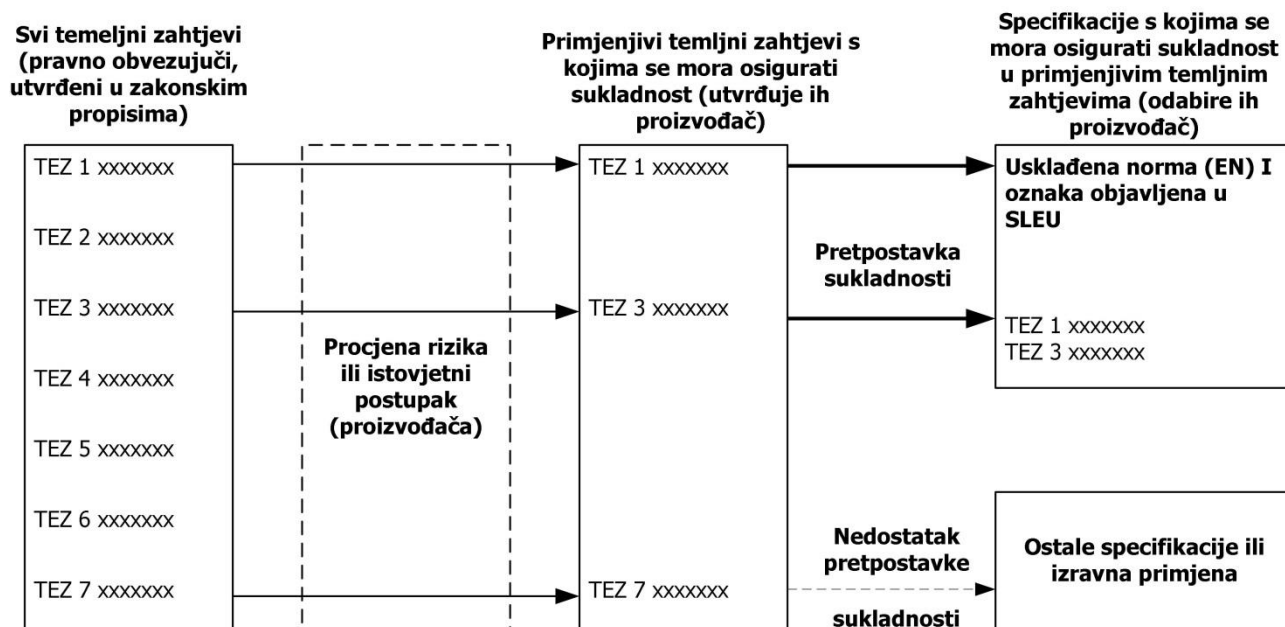 Svi temeljni zahtjevi
(pravno obvezujuči,
utvrđeni u zakonskim
propisima)
TEZ 1 xxxxxxx
TEZ 2 xxxxxxx
TEZ 3 xxxxxxx
TEZ 4 xxxxxxx
TEZ 5 xxxxxxx
TEZ 6 xxxxxxx
TEZ 7 xxxxxxx
Procjena rizika
ili istovjetni
postupak
(proizvođača)
Primjenjivi temljni zahtjevi s
kojima se mora osigurati
sukladnost (utvrđuje ih
proizvođač)
TEZ 1 xxxxxxx
TEZ 3 xxxxxxx
TEZ 7 xxxxxxx
Pretpostavka
sukladnosti
Nedostatak
pretpostavke
sukladnosti
Specifikacije s kojima se
mora osigurati sukladnost
u primjenjivim temljnim
zahtjevima (odabire ih
proizvođač)
Usklađena norma (EN) I
oznaka objavljena u
SLEU
TEZ 1 xxxxxxx
TEZ 3 xxxxxxx
Ostale specifikacije ili
izravna primjena